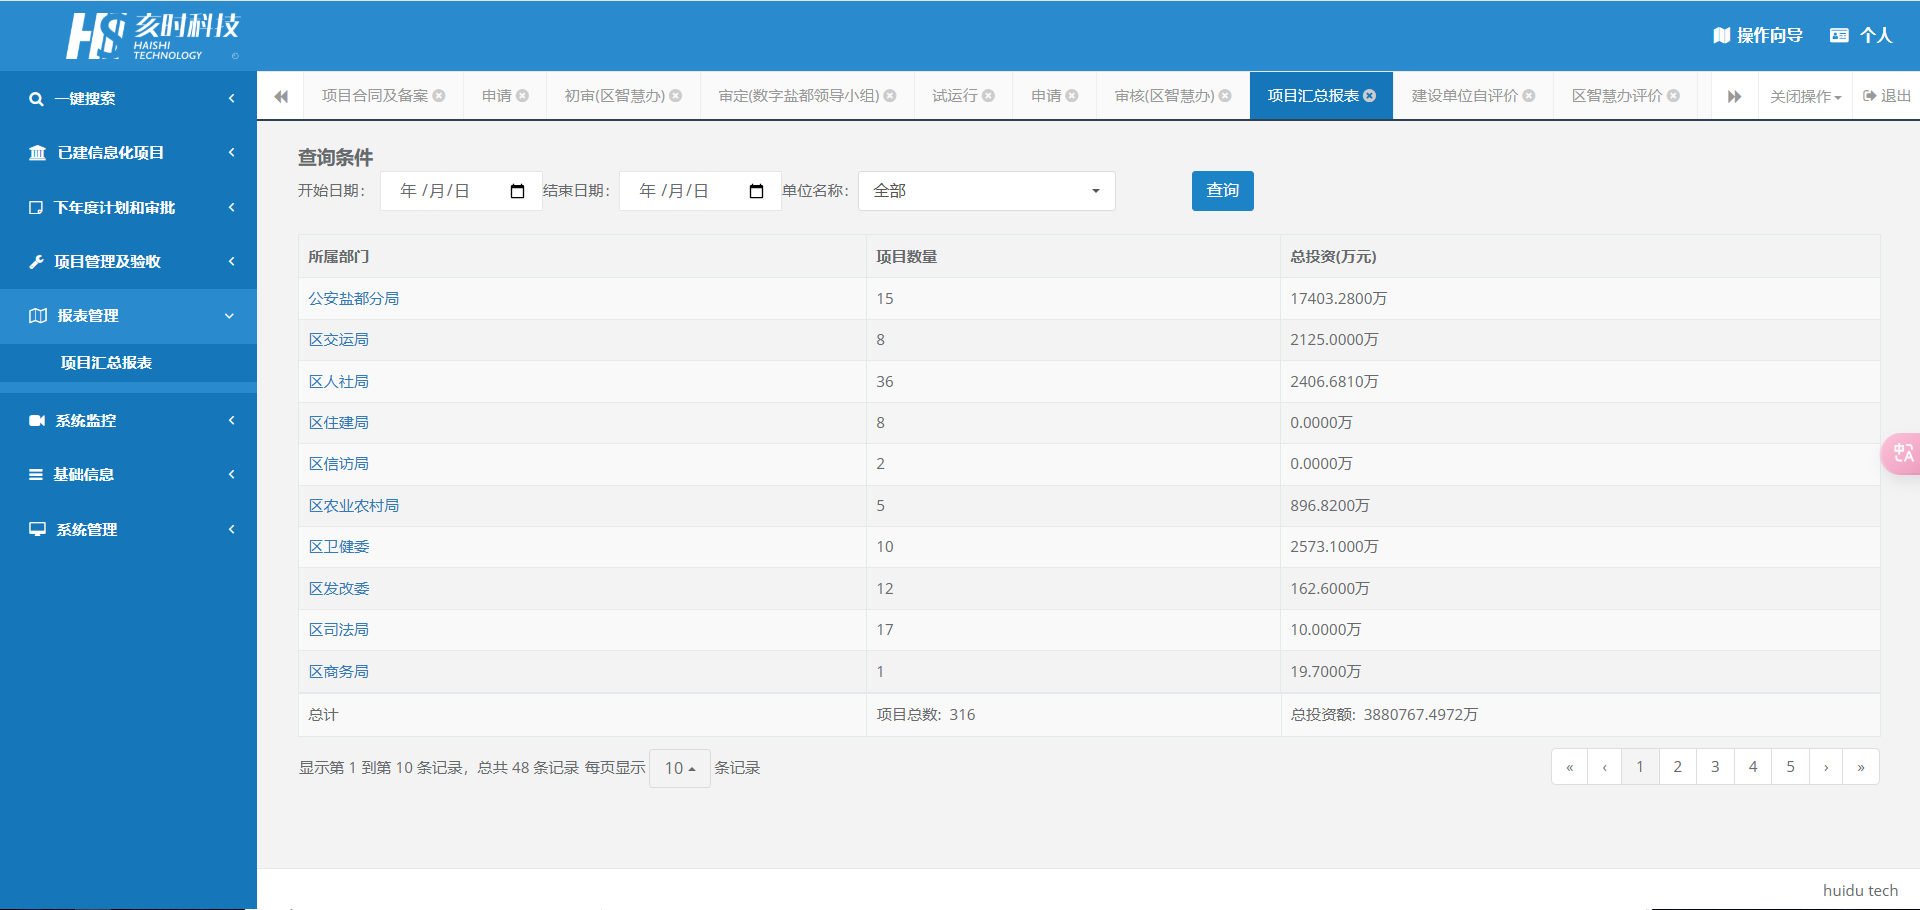 HS 亥时科技
HAISHI
TECHNOLOGY
操作向导 个人
一键搜索
已建信息化项目
下年度计划和审批
项目管理及验收
报表管理
项目汇总报表
系统监控
基础信息
系统管理
项目合同及备案 申请 初审(区智慧办) 审定(数字盐都领导小组) 试运行 申请 审核(区智慧办) 项目汇总报表 建设单位自评价 区智慧办评价 关闭操作 退出
查询条件
开始日期： 年 /月/日 结束日期： 年 /月/日 单位名称： 全部 查询
所属部门 项目数量 总投资(万元)
公安盐都分局 15 17403.2800万
区交运局 8 2125.0000万
区人社局 36 2406.6810万
区住建局 8 0.0000万
区信访局 2 0.0000万
区农业农村局 5 896.8200万
区卫健委 10 2573.1000万
区发改委 12 162.6000万
区司法局 17 10.0000万
区商务局 1 19.7000万
总计 项目总数: 316 总投资额: 3880767.4972万
显示第 1 到第 10 条记录，总共 48 条记录 每页显示 10 条记录
« ‹ 1 2 3 4 5 › »
中A
huidu tech